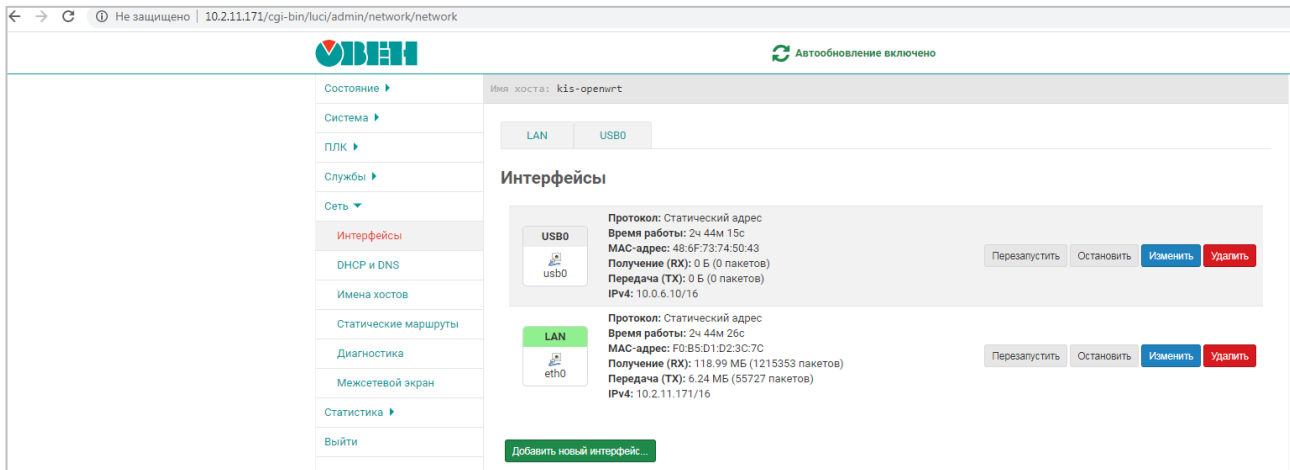 Не защищено | 10.2.11.171/cgi-bin/luci/admin/network/network
ОВЕН
Автообновление включено
Состояние
Имя хоста: kis-openwrt
Система
ПЛК
Службы
Сеть
Интерфейсы
DHCP и DNS
Имена хостов
Статические маршруты
Диагностика
Межсетевой экран
Статистика
Выйти
LAN USB0
Интерфейсы
USB0
usb0
Протокол: Статический адрес
Время работы: 2ч 44м 15с
MAC-адрес: 48:6F:73:74:50:43
Получение (RX): 0 Б (0 пакетов)
Передача (TX): 0 Б (0 пакетов)
IPv4: 10.0.6.10/16
Перезапустить Остановить Изменить Удалить
LAN
eth0
Протокол: Статический адрес
Время работы: 2ч 44м 26с
MAC-адрес: F0:B5:D1:D2:3C:7C
Получение (RX): 118.99 МБ (1215353 пакетов)
Передача (TX): 6.24 МБ (55727 пакетов)
IPv4: 10.2.11.171/16
Перезапустить Остановить Изменить Удалить
Добавить новый интерфейс...